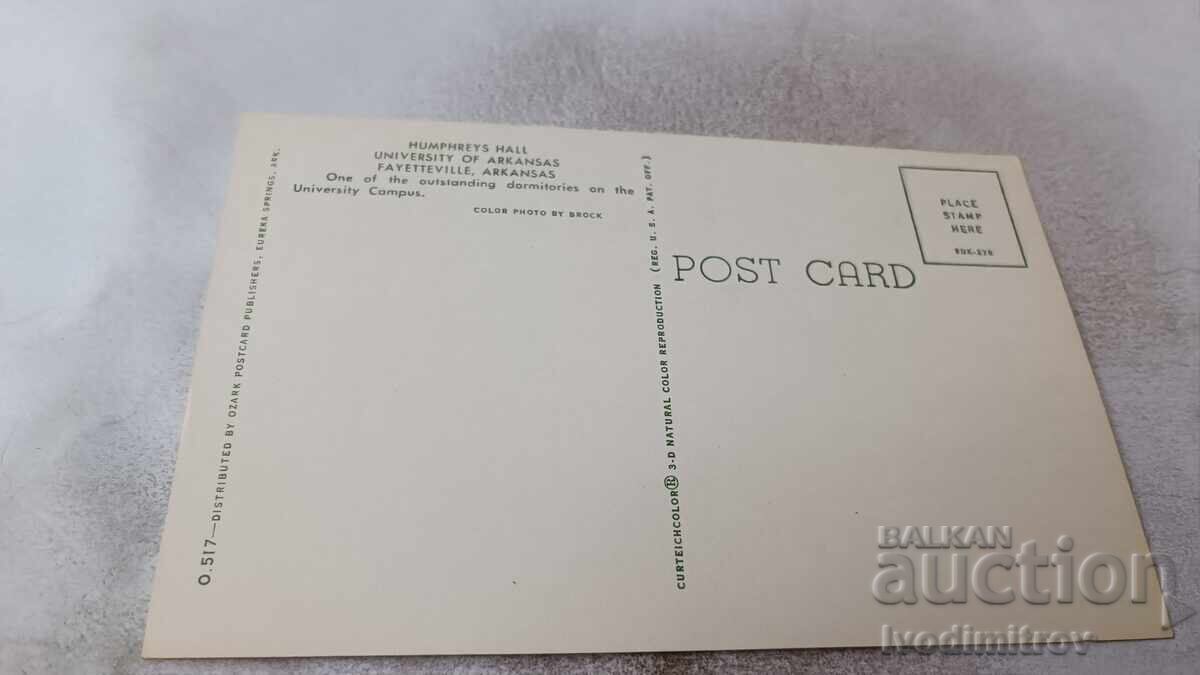 HUMPHREYS HALL
UNIVERSITY OF ARKANSAS
FAYETTEVILLE, ARKANSAS
One of the outstanding dormitories on the
University Campus.
COLOR PHOTO BY BROCK
O.517—DISTRIBUTED BY OZARK POSTCARD PUBLISHERS, EUREKA SPRINGS, ARK.
CURTEICHCOLOR® 3-D NATURAL COLOR REPRODUCTION (REG. U. S. A. PAT. OFF.)
POST CARD
PLACE
STAMP
HERE
BALKAN
auction
Ivodimitrov